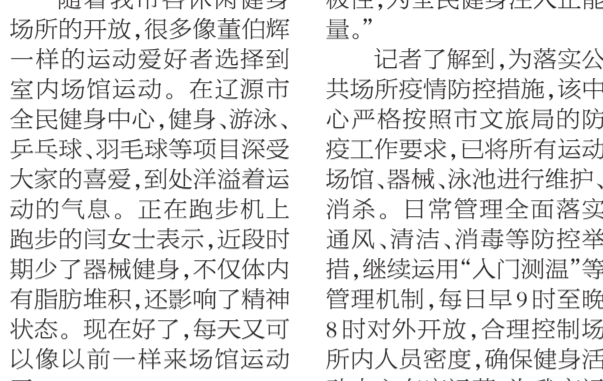 随着我市各休闲健身
场所的开放,很多像董伯辉
一样的运动爱好者选择到
室内场馆运动。在辽源市
全民健身中心,健身、游泳、
乒乓球、羽毛球等项目深受
大家的喜爱,到处洋溢着运
动的气息。正在跑步机上
跑步的闫女士表示,近段时
期少了器械健身,不仅体内
有脂肪堆积,还影响了精神
状态。现在好了,每天又可
以像以前一样来场馆运动
极性,为全民健身注入正能
量。”
记者了解到,为落实公
共场所疫情防控措施,该中
心严格按照市文旅局的防
疫工作要求,已将所有运动
场馆、器械、泳池进行维护、
消杀。日常管理全面落实
通风、清洁、消毒等防控举
措,继续运用“入门测温”等
管理机制,每日早9时至晚
8时对外开放,合理控制场
所内人员密度,确保健身活